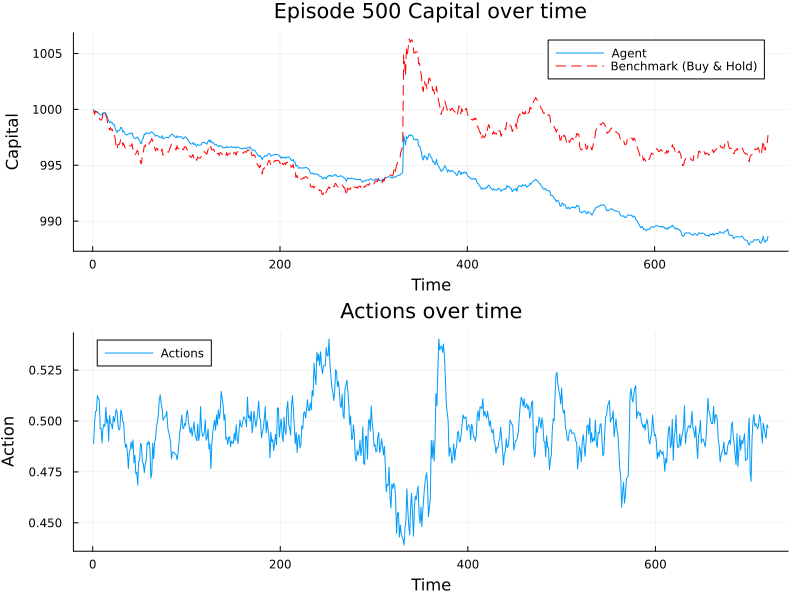 Episode 500 Capital over time
Capital
1005
1000
995
990
Agent
Benchmark (Buy & Hold)
0
200
400
600
Time
Actions over time
Action
0.525
0.500
0.475
0.450
Actions
0
200
400
600
Time